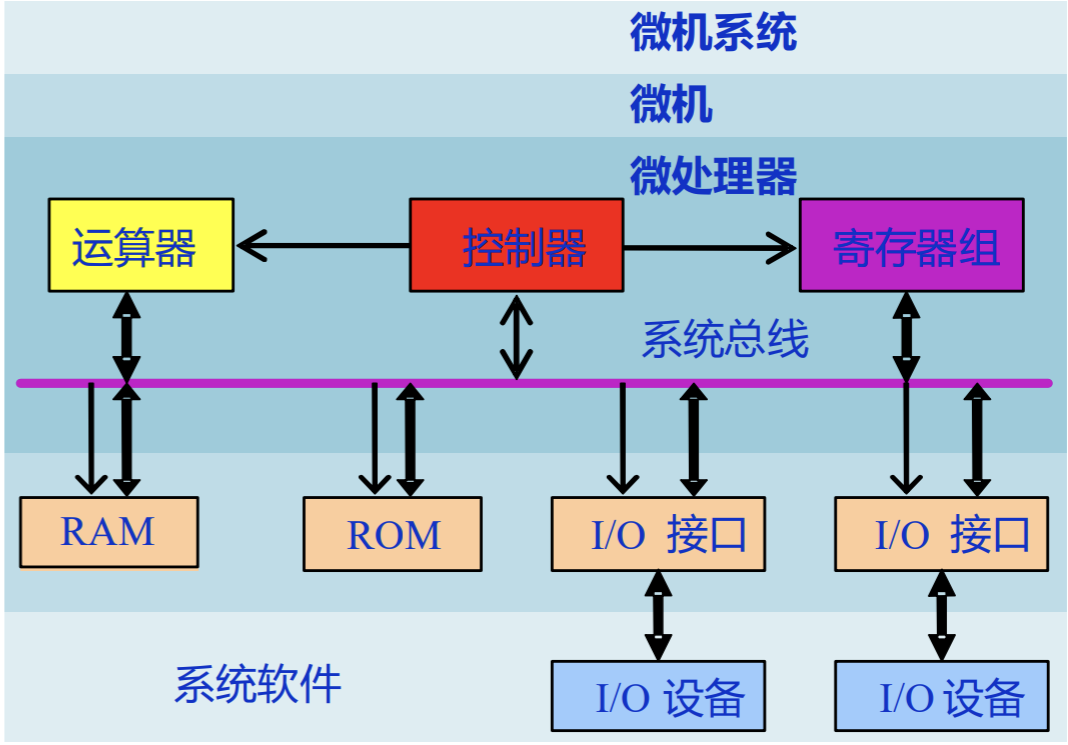 微机系统
微机
微处理器
运算器
控制器
寄存器组
系统总线
RAM
ROM
I/O 接口
I/O 接口
系统软件
I/O 设备
I/O 设备